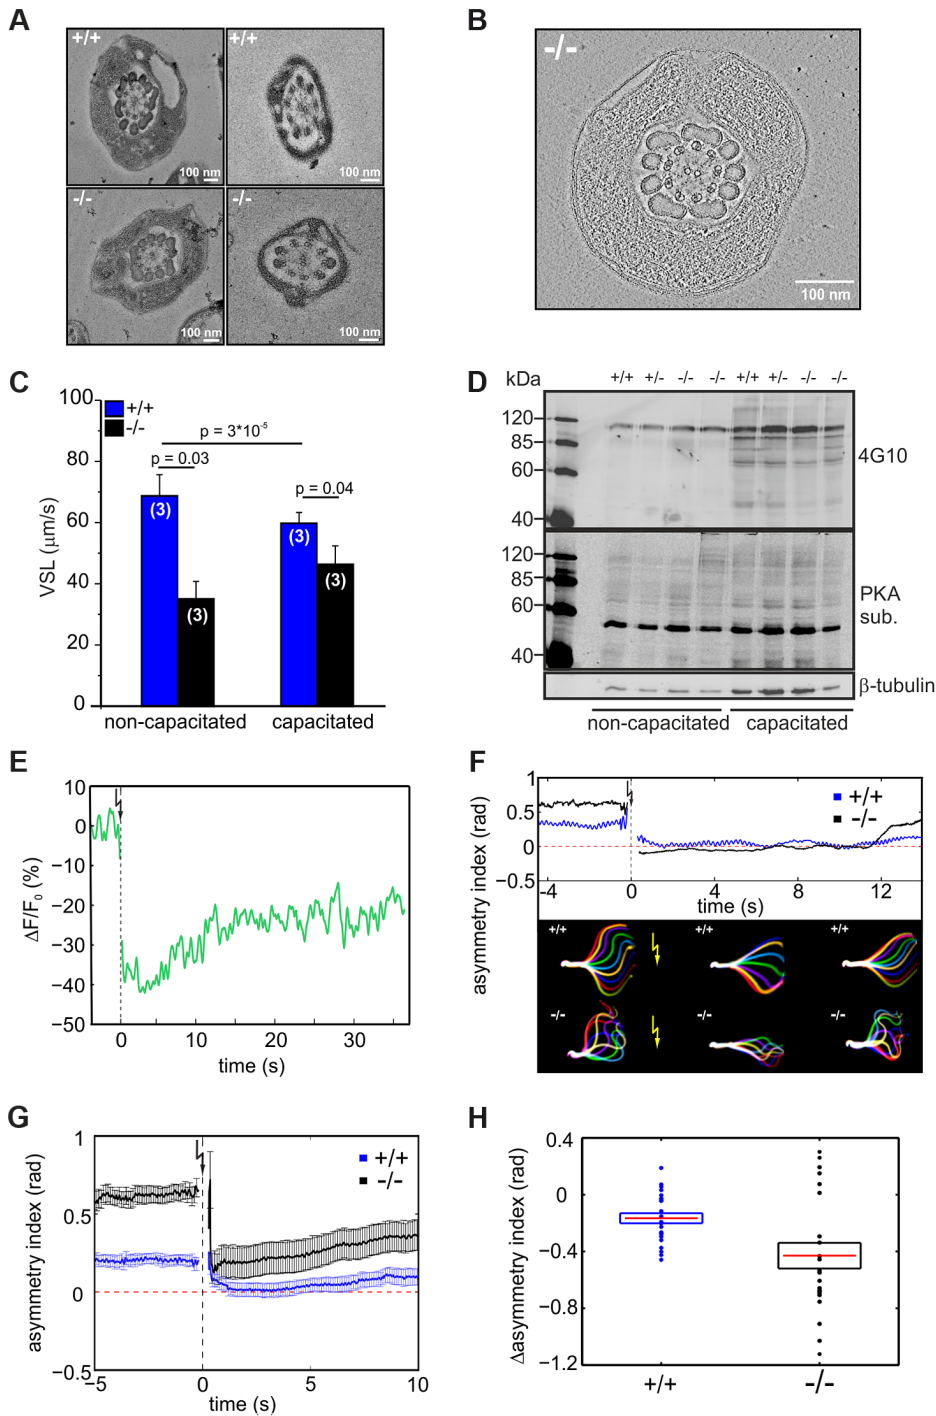 A
+/+
+/+
100 nm
100 nm
-/-
-/-
100 nm
100 nm
B
-/-
100 nm
C
100
80
60
40
20
0
VSL (μm/s)
+/+
-/-
p = 3*10-5
p = 0.03
p = 0.04
(3)
(3)
(3)
(3)
non-capacitated
capacitated
D
kDa
+/+ +/- -/- -/- +/+ +/- -/- -/-
120
85
60
40
4G10
120
85
60
40
PKA
sub.
β-tubulin
non-capacitated
capacitated
E
10
0
−10
−20
−30
−40
−50
ΔF/F0 (%)
0
10
20
30
time (s)
F
1
0.5
0
−0.5
asymmetry index (rad)
+/+
-/-
−4
0
4
8
12
time (s)
+/+
+/+
+/+
-/-
-/-
-/-
G
1
0.5
0
−0.5
asymmetry index (rad)
+/+
-/-
−5
0
5
10
time (s)
H
0.4
0
−0.4
−0.8
−1.2
Δasymmetry index (rad)
+/+
-/-